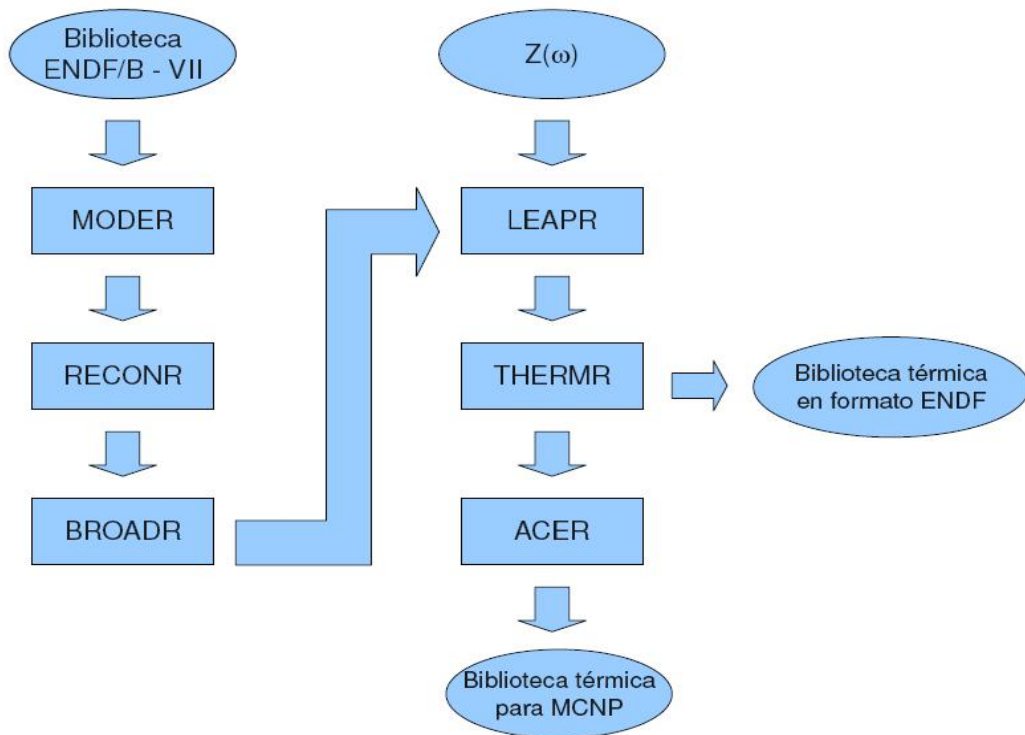 Biblioteca
ENDF/B - VII
MODER
RECONR
BROADR
Z(ω)
LEAPR
THERMR
ACER
Biblioteca térmica
para MCNP
Biblioteca térmica
en formato ENDF